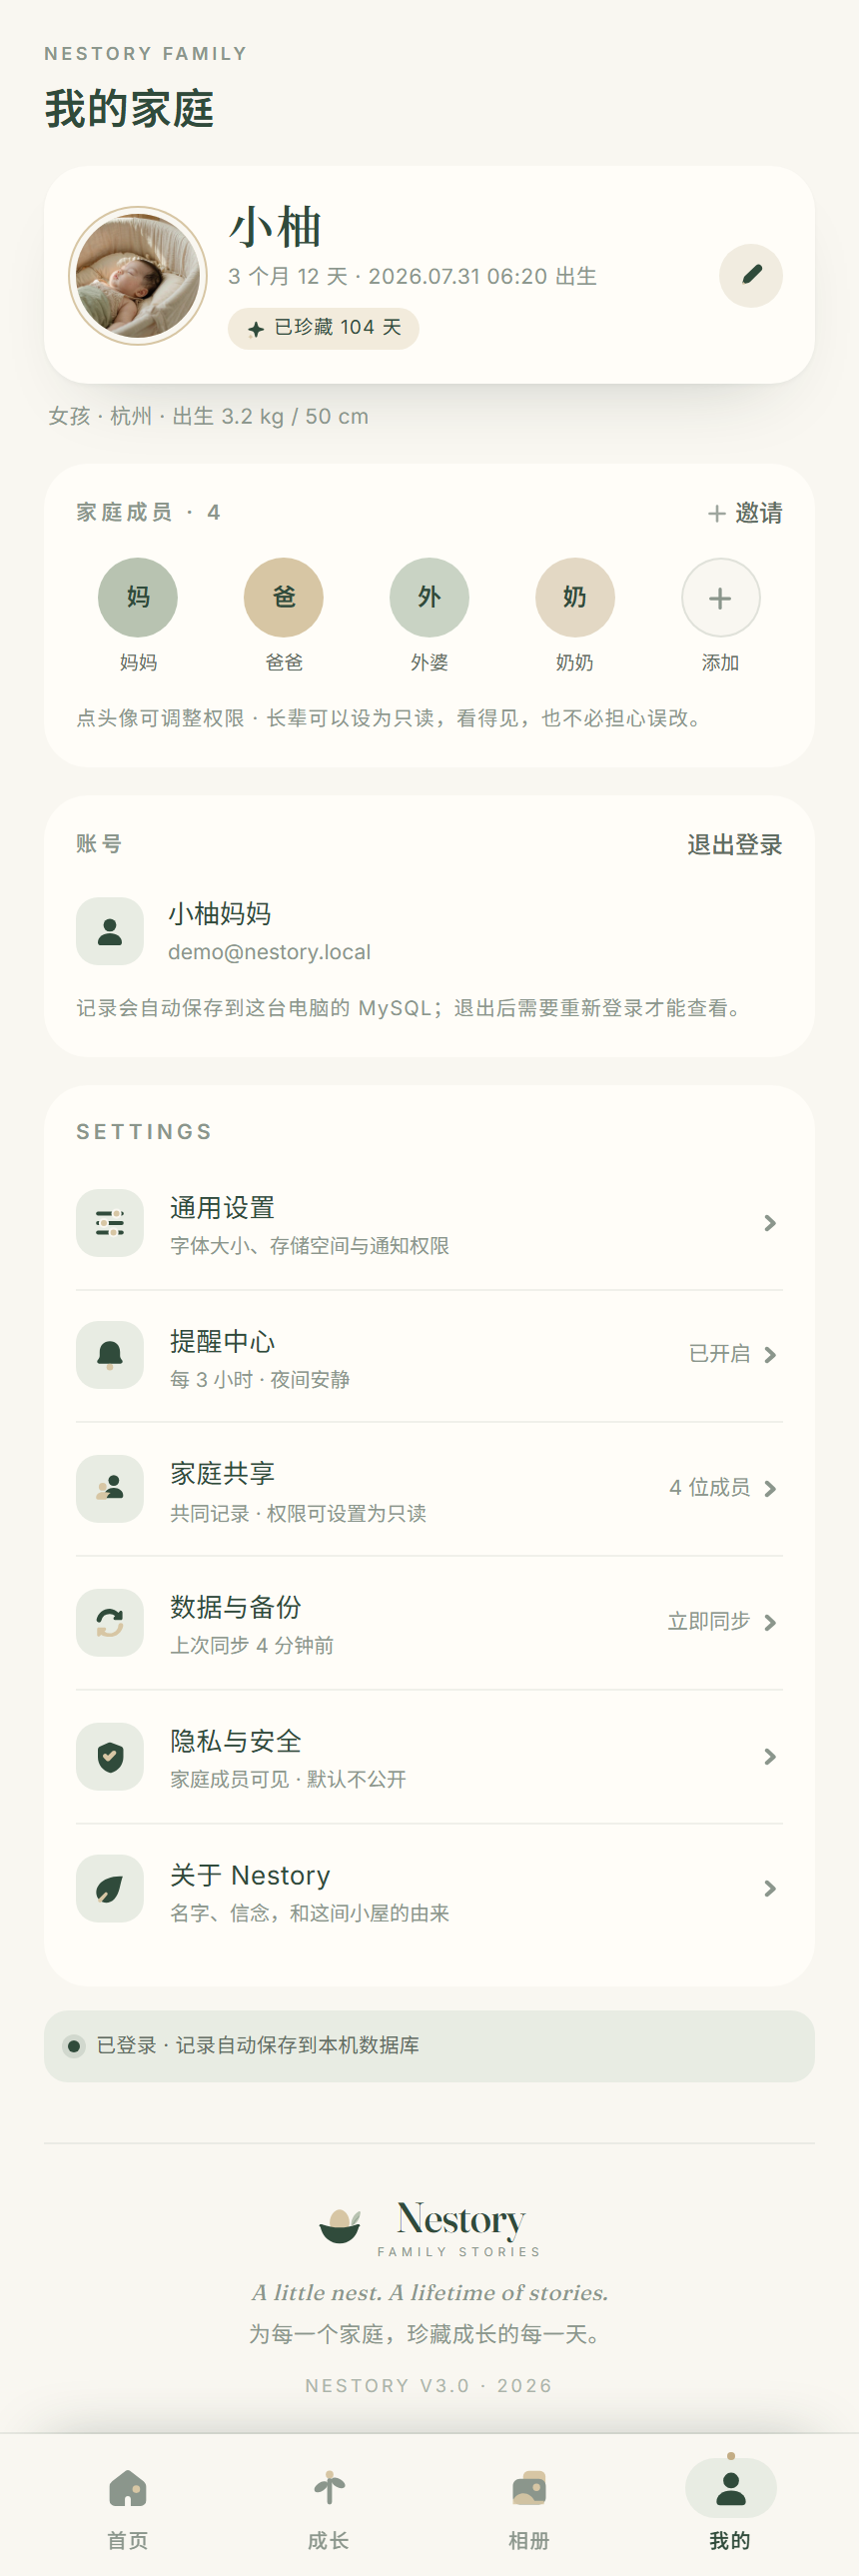 NESTORY FAMILY
我的家庭
小柚
3 个月 12 天 · 2026.07.31 06:20 出生
已珍藏 104 天
女孩 · 杭州 · 出生 3.2 kg / 50 cm
家庭成员 · 4
+ 邀请
妈 爸 外 奶 +
妈妈 爸爸 外婆 奶奶 添加
点头像可调整权限 · 长辈可以设为只读，看得见，也不必担心误改。
账号
退出登录
小柚妈妈
demo@nestory.local
记录会自动保存到这台电脑的 MySQL；退出后需要重新登录才能查看。
SETTINGS
通用设置
字体大小、存储空间与通知权限
提醒中心
每 3 小时 · 夜间安静
已开启
家庭共享
共同记录 · 权限可设置为只读
4 位成员
数据与备份
上次同步 4 分钟前
立即同步
隐私与安全
家庭成员可见 · 默认不公开
关于 Nestory
名字、信念，和这间小屋的由来
已登录 · 记录自动保存到本机数据库
Nestory
FAMILY STORIES
A little nest. A lifetime of stories.
为每一个家庭，珍藏成长的每一天。
NESTORY V3.0 · 2026
首页 成长 相册 我的